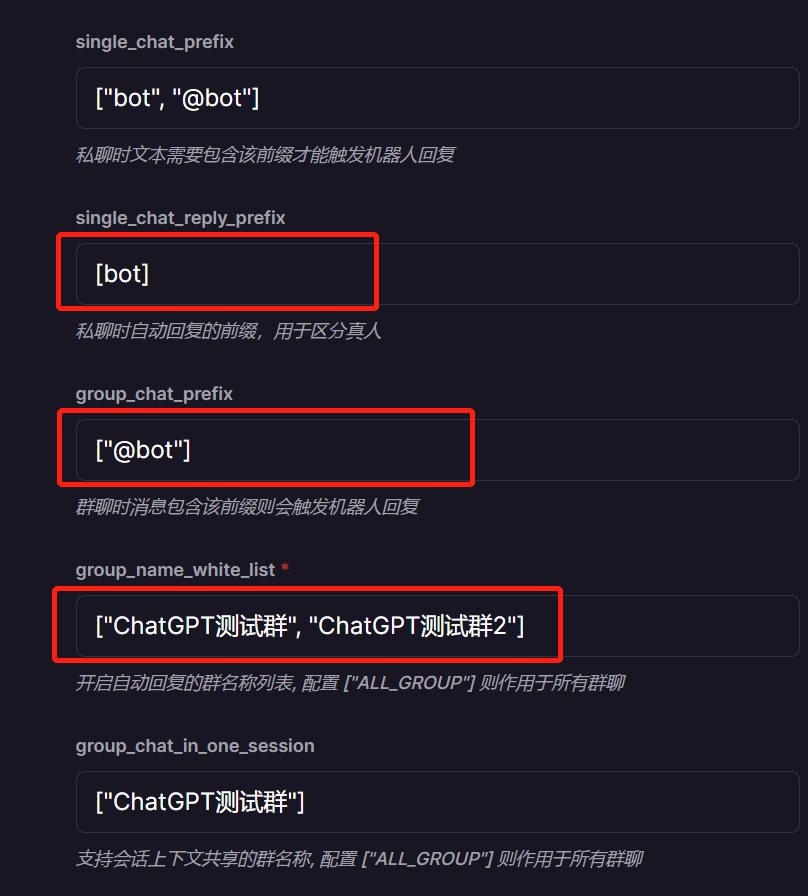 single_chat_prefix
["bot", "@bot"]
私聊时文本需要包含该前缀才能触发机器人回复
single_chat_reply_prefix
[bot]
私聊时自动回复的前缀，用于区分真人
group_chat_prefix
["@bot"]
群聊时消息包含该前缀则会触发机器人回复
group_name_white_list *
["ChatGPT测试群", "ChatGPT测试群2"]
开启自动回复的群名称列表, 配置 ["ALL_GROUP"] 则作用于所有群聊
group_chat_in_one_session
["ChatGPT测试群"]
支持会话上下文共享的群名称, 配置 ["ALL_GROUP"] 则作用于所有群聊